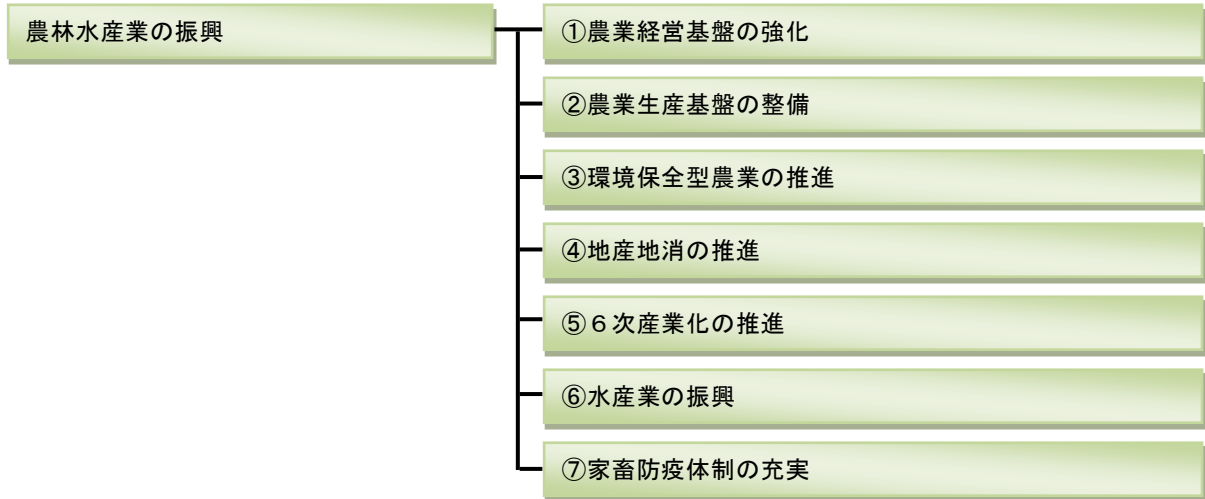 農林水産業の振興
①農業経営基盤の強化
②農業生産基盤の整備
③環境保全型農業の推進
④地産地消の推進
⑤６次産業化の推進
⑥水産業の振興
⑦家畜防疫体制の充実